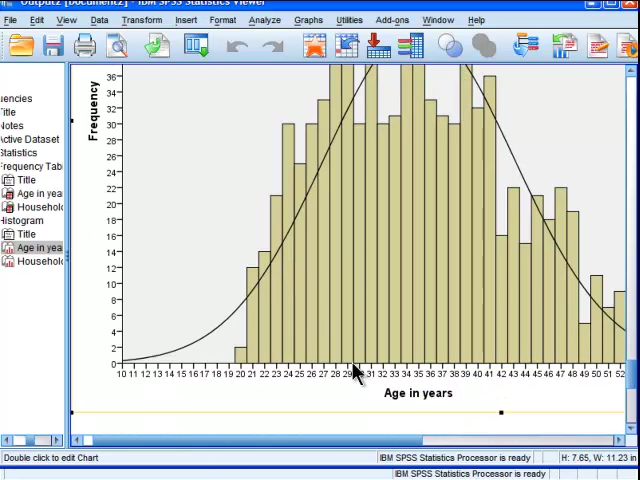 Output2 [Document2] - IBM SPSS Statistics Viewer
File Edit View Data Transform Insert Format Analyze Graphs Utilities Add-ons Window Help
uencies
Title
Notes
Active Dataset
Statistics
Frequency Tab
Title
Age in yea
Househol
Histogram
Title
Age in yea
Househol
Frequency
36
34
32
30
28
26
24
22
20
18
16
14
12
10
8
6
4
2
0
10 11 12 13 14 15 16 17 18 19 20 21 22 23 24 25 26 27 28 29 31 32 33 34 35 36 37 38 39 40 41 42 43 44 45 46 47 48 49 50 51 52
Age in years
Double click to edit Chart
IBM SPSS Statistics Processor is ready
H: 7.65, W: 11.23 in
IBM SPSS Statistics Processor is ready